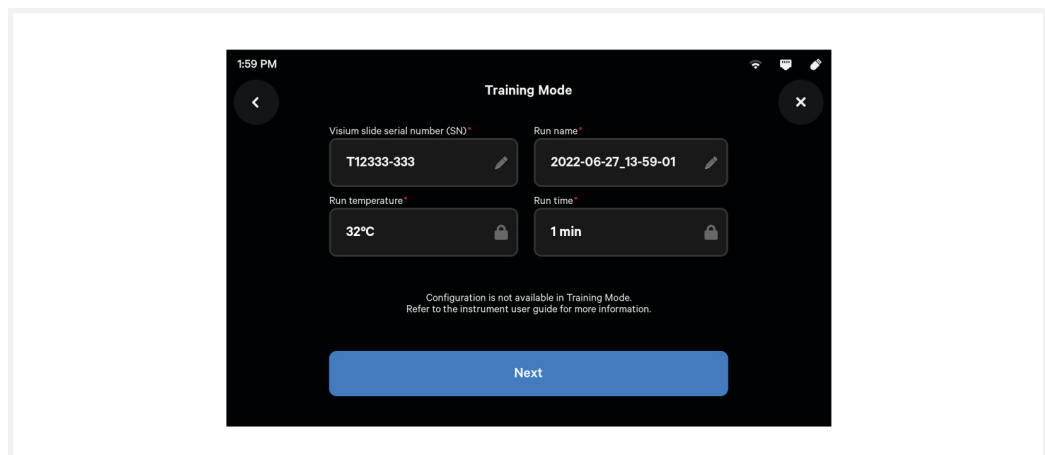 1:59 PM
Training Mode
Visium slide serial number (SN)*
Run name*
T12333-333
2022-06-27_13-59-01
Run temperature*
Run time*
32°C
1 min
Configuration is not available in Training Mode.
Refer to the instrument user guide for more information.
Next